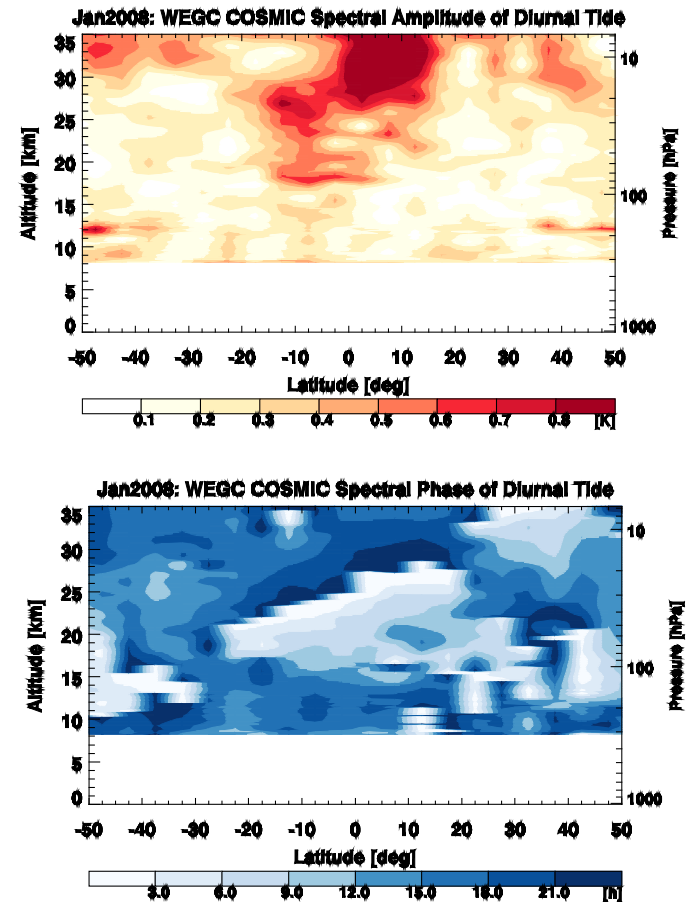 Jan2008: WEGC COSMIC Spectral Amplitude of Diurnal Tide
35
30
25
20
15
10
5
0
Altitude [km]
10
100
1000
Pressure [hPa]
-50 -40 -30 -20 -10 0 10 20 30 40 50
Latitude [deg]
0.1 0.2 0.3 0.4 0.5 0.6 0.7 0.8 [K]
Jan2008: WEGC COSMIC Spectral Phase of Diurnal Tide
35
30
25
20
15
10
5
0
Altitude [km]
10
100
1000
Pressure [hPa]
-50 -40 -30 -20 -10 0 10 20 30 40 50
Latitude [deg]
3.0 6.0 9.0 12.0 15.0 18.0 21.0 [h]